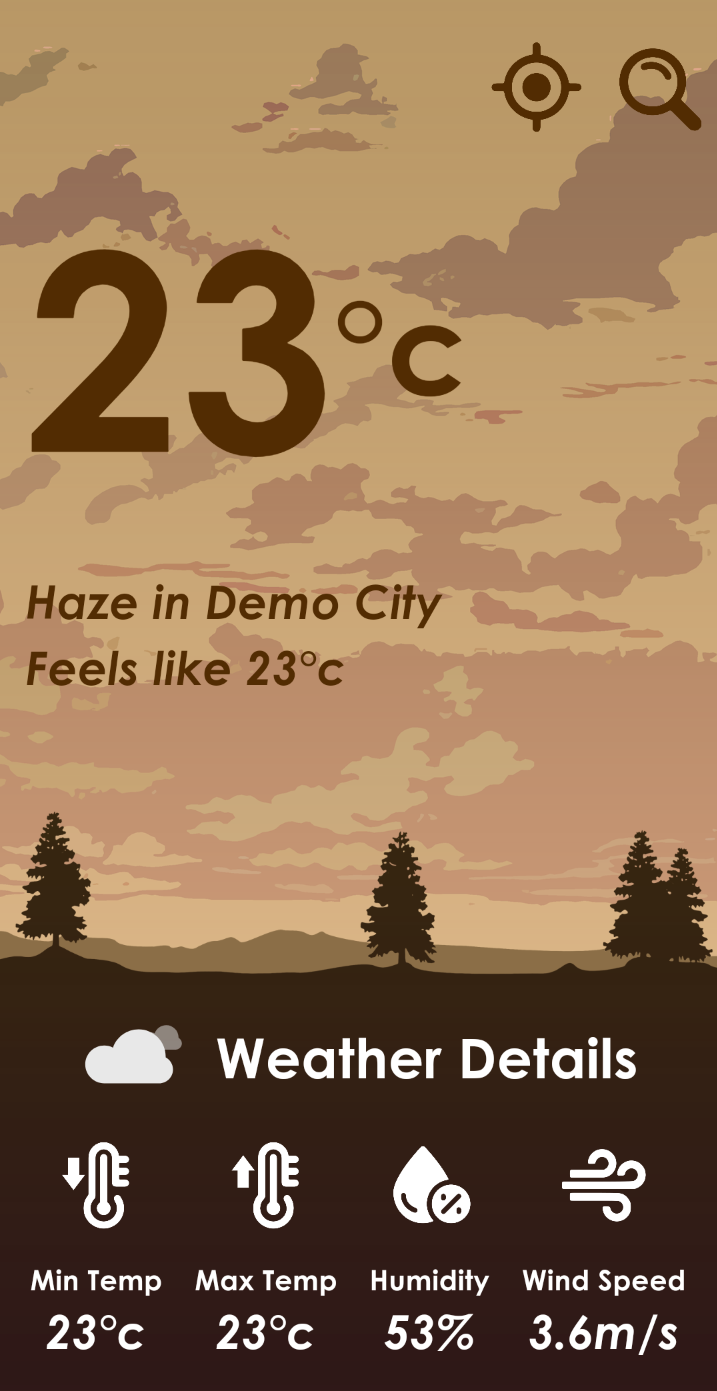 23°c
Haze in Demo City
Feels like 23°c
Weather Details
Min Temp Max Temp Humidity Wind Speed
23°c 23°c 53% 3.6m/s